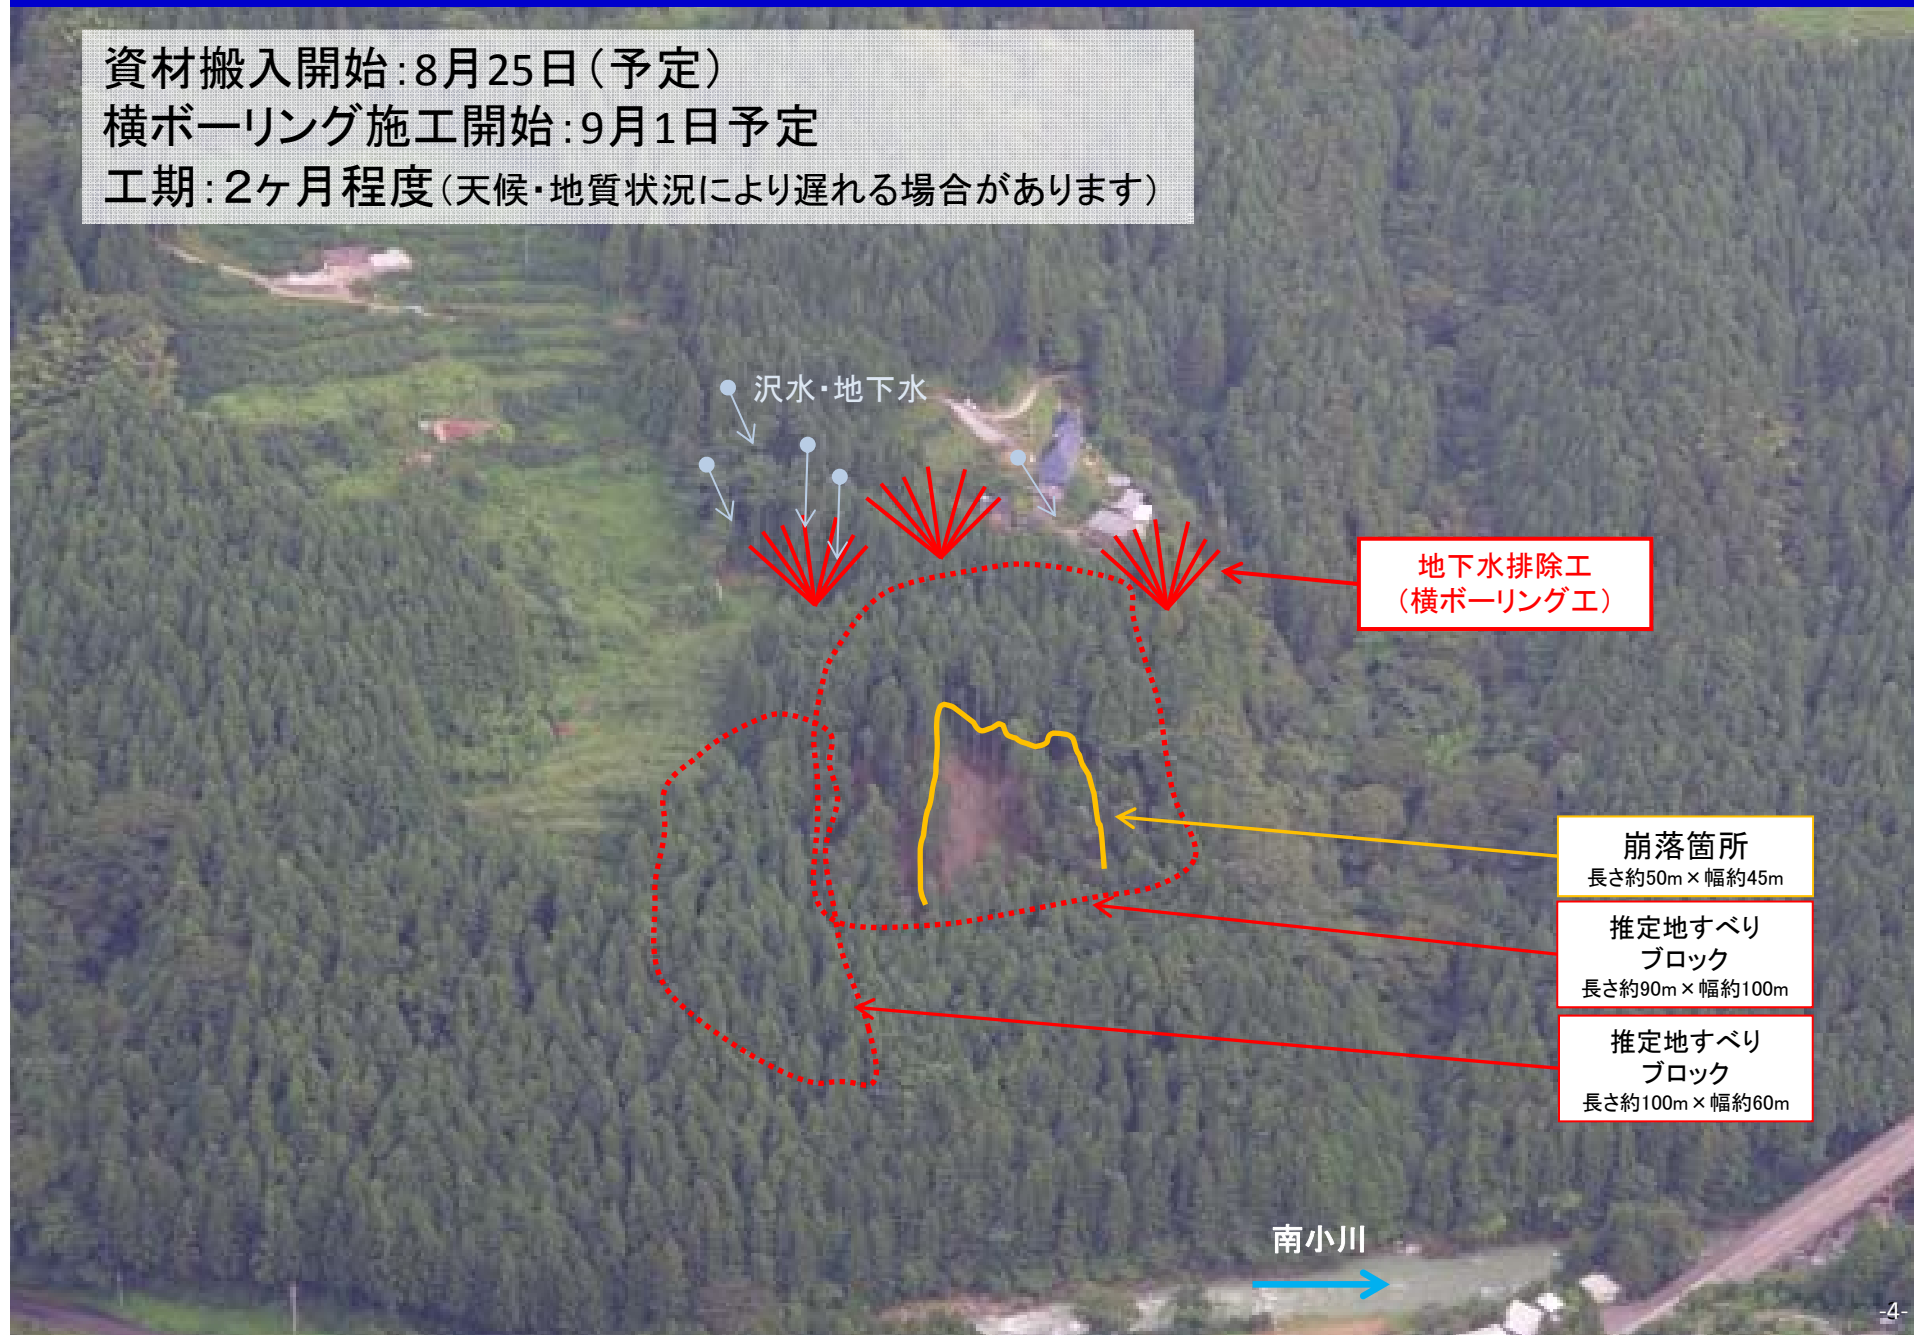 資材搬入開始：8月25日（予定）
横ボーリング施工開始：9月1日予定
工期：２ヶ月程度（天候・地質状況により遅れる場合があります）
沢水・地下水
地下水排除工
（横ボーリング工）
崩落箇所
長さ約50m×幅約45m
推定地すべり
ブロック
長さ約90m×幅約100m
推定地すべり
ブロック
長さ約100m×幅約60m
南小川
-4-